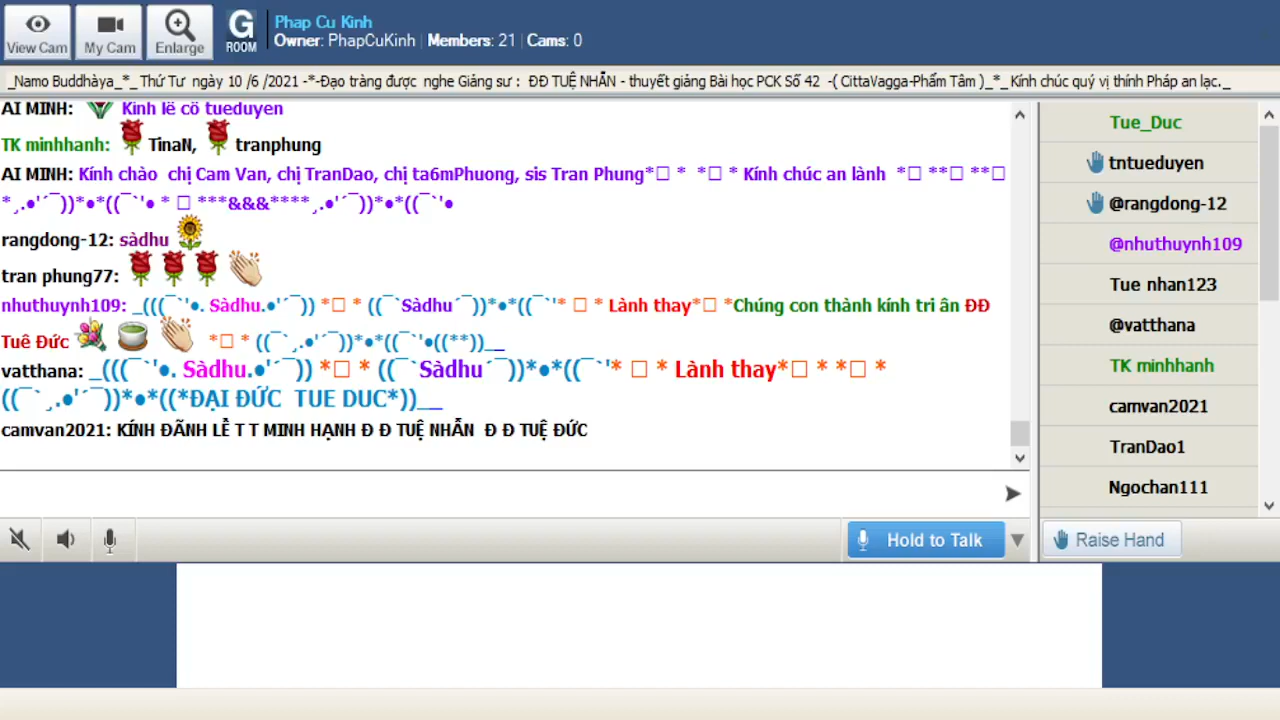 View Cam
My Cam
Enlarge
G
ROOM
Phap Cu Kinh
Owner: PhapCuKinh | Members: 21 | Cams: 0
_Namo Buddhàya_*_ Thứ Tư ngày 10 /6 /2021 -*-Đạo tràng được nghe Giảng sư : ĐĐ TUỆ NHẪN - thuyết giảng Bài học PCK Số 42 -( CittaVagga-Phẩm Tâm )_*_ Kính chúc quý vị thính Pháp an lạc._
AI MINH: Kính lễ cô tueduyen
TK minhhanh: TinaN, tranphung
AI MINH: Kính chào chị Cam Van, chị TranDao, chị ta6mPhuong, sis Tran Phung*□ * *□ * Kính chúc an lành *□ **□ **□
*¸.●'´¯))*●*((¯`'● * □ ***&&&****¸.●'´¯))*●*((¯`'●
rangdong-12: sàdhu
tran phung77:
nhuthuynh109: _(((¯`'●. Sàdhu.●'´¯)) *□ * ((¯`Sàdhu´¯))*●*((¯`'* □ * Lành thay*□ *Chúng con thành kính tri ân ĐĐ
Tuê Đức *□ * ((¯`¸.●'´¯))*●*((¯`'●((**))__
vatthana: _(((¯`'●. Sàdhu.●'´¯)) *□ * ((¯`Sàdhu´¯))*●*((¯`'* □ * Lành thay*□ * *□ *
((¯`¸.●'´¯))*●*((*ĐẠI ĐỨC TUE DUC*))__
camvan2021: KÍNH ĐÃNH LỄ T T MINH HẠNH Đ Đ TUỆ NHẪN Đ Đ TUỆ ĐỨC
Hold to Talk
Tue_Duc
tntueduyen
@rangdong-12
@nhuthuynh109
Tue nhan123
@vatthana
TK minhhanh
camvan2021
TranDao1
Ngochan111
Raise Hand